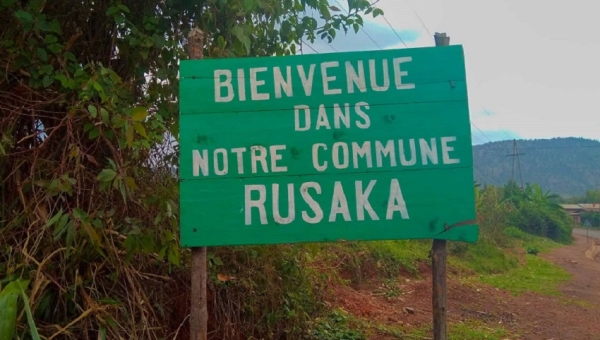 BIENVENUE
DANS
NOTRE COMMUNE
RUSAKA